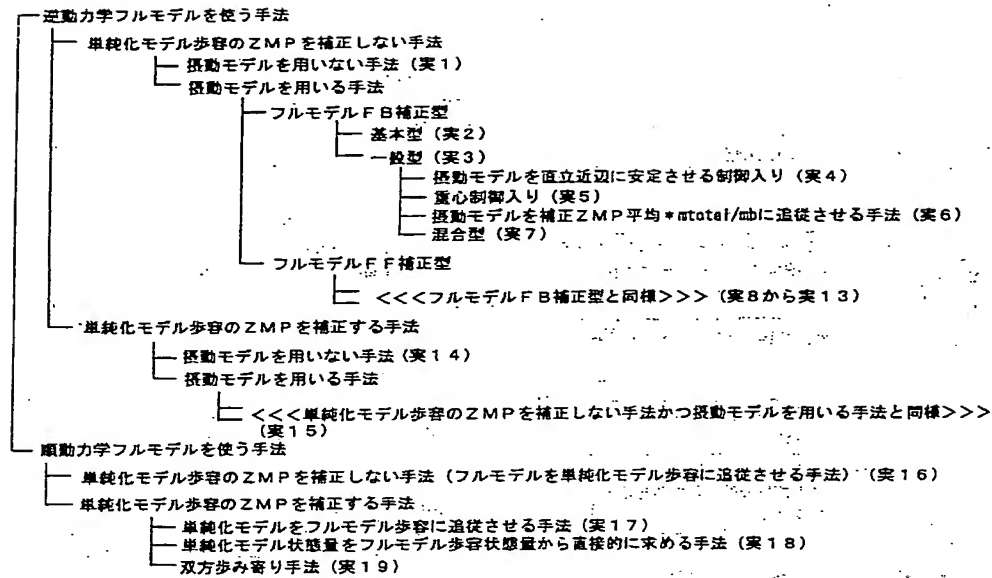 逆動力学フルモデルを使う手法
単純化モデル歩容のZMPを補正しない手法
摂動モデルを用いない手法(実1)
摂動モデルを用いる手法
フルモデルFB補正型
基本型(実2)
一般型(実3)
摂動モデルを直立近辺に安定させる制御入り(実4)
重心制御入り(実5)
摂動モデルを補正ZMP平均*mtotal/mbに追従させる手法(実6)
混合型(実7)
フルモデルFF補正型
<<<フルモデルFB補正型と同様>>>(実8から実13)
単純化モデル歩容のZMPを補正する手法
摂動モデルを用いない手法(実14)
摂動モデルを用いる手法
<<<単純化モデル歩容のZMPを補正しない手法かつ摂動モデルを用いる手法と同様>>>
(実15)
順動力学フルモデルを使う手法
単純化モデル歩容のZMPを補正しない手法(フルモデルを単純化モデル歩容に追従させる手法)(実16)
単純化モデル歩容のZMPを補正する手法
単純化モデルをフルモデル歩容に追従させる手法(実17)
単純化モデル状態量をフルモデル歩容状態量から直接的に求める手法(実18)
双方歩み寄り手法(実19)